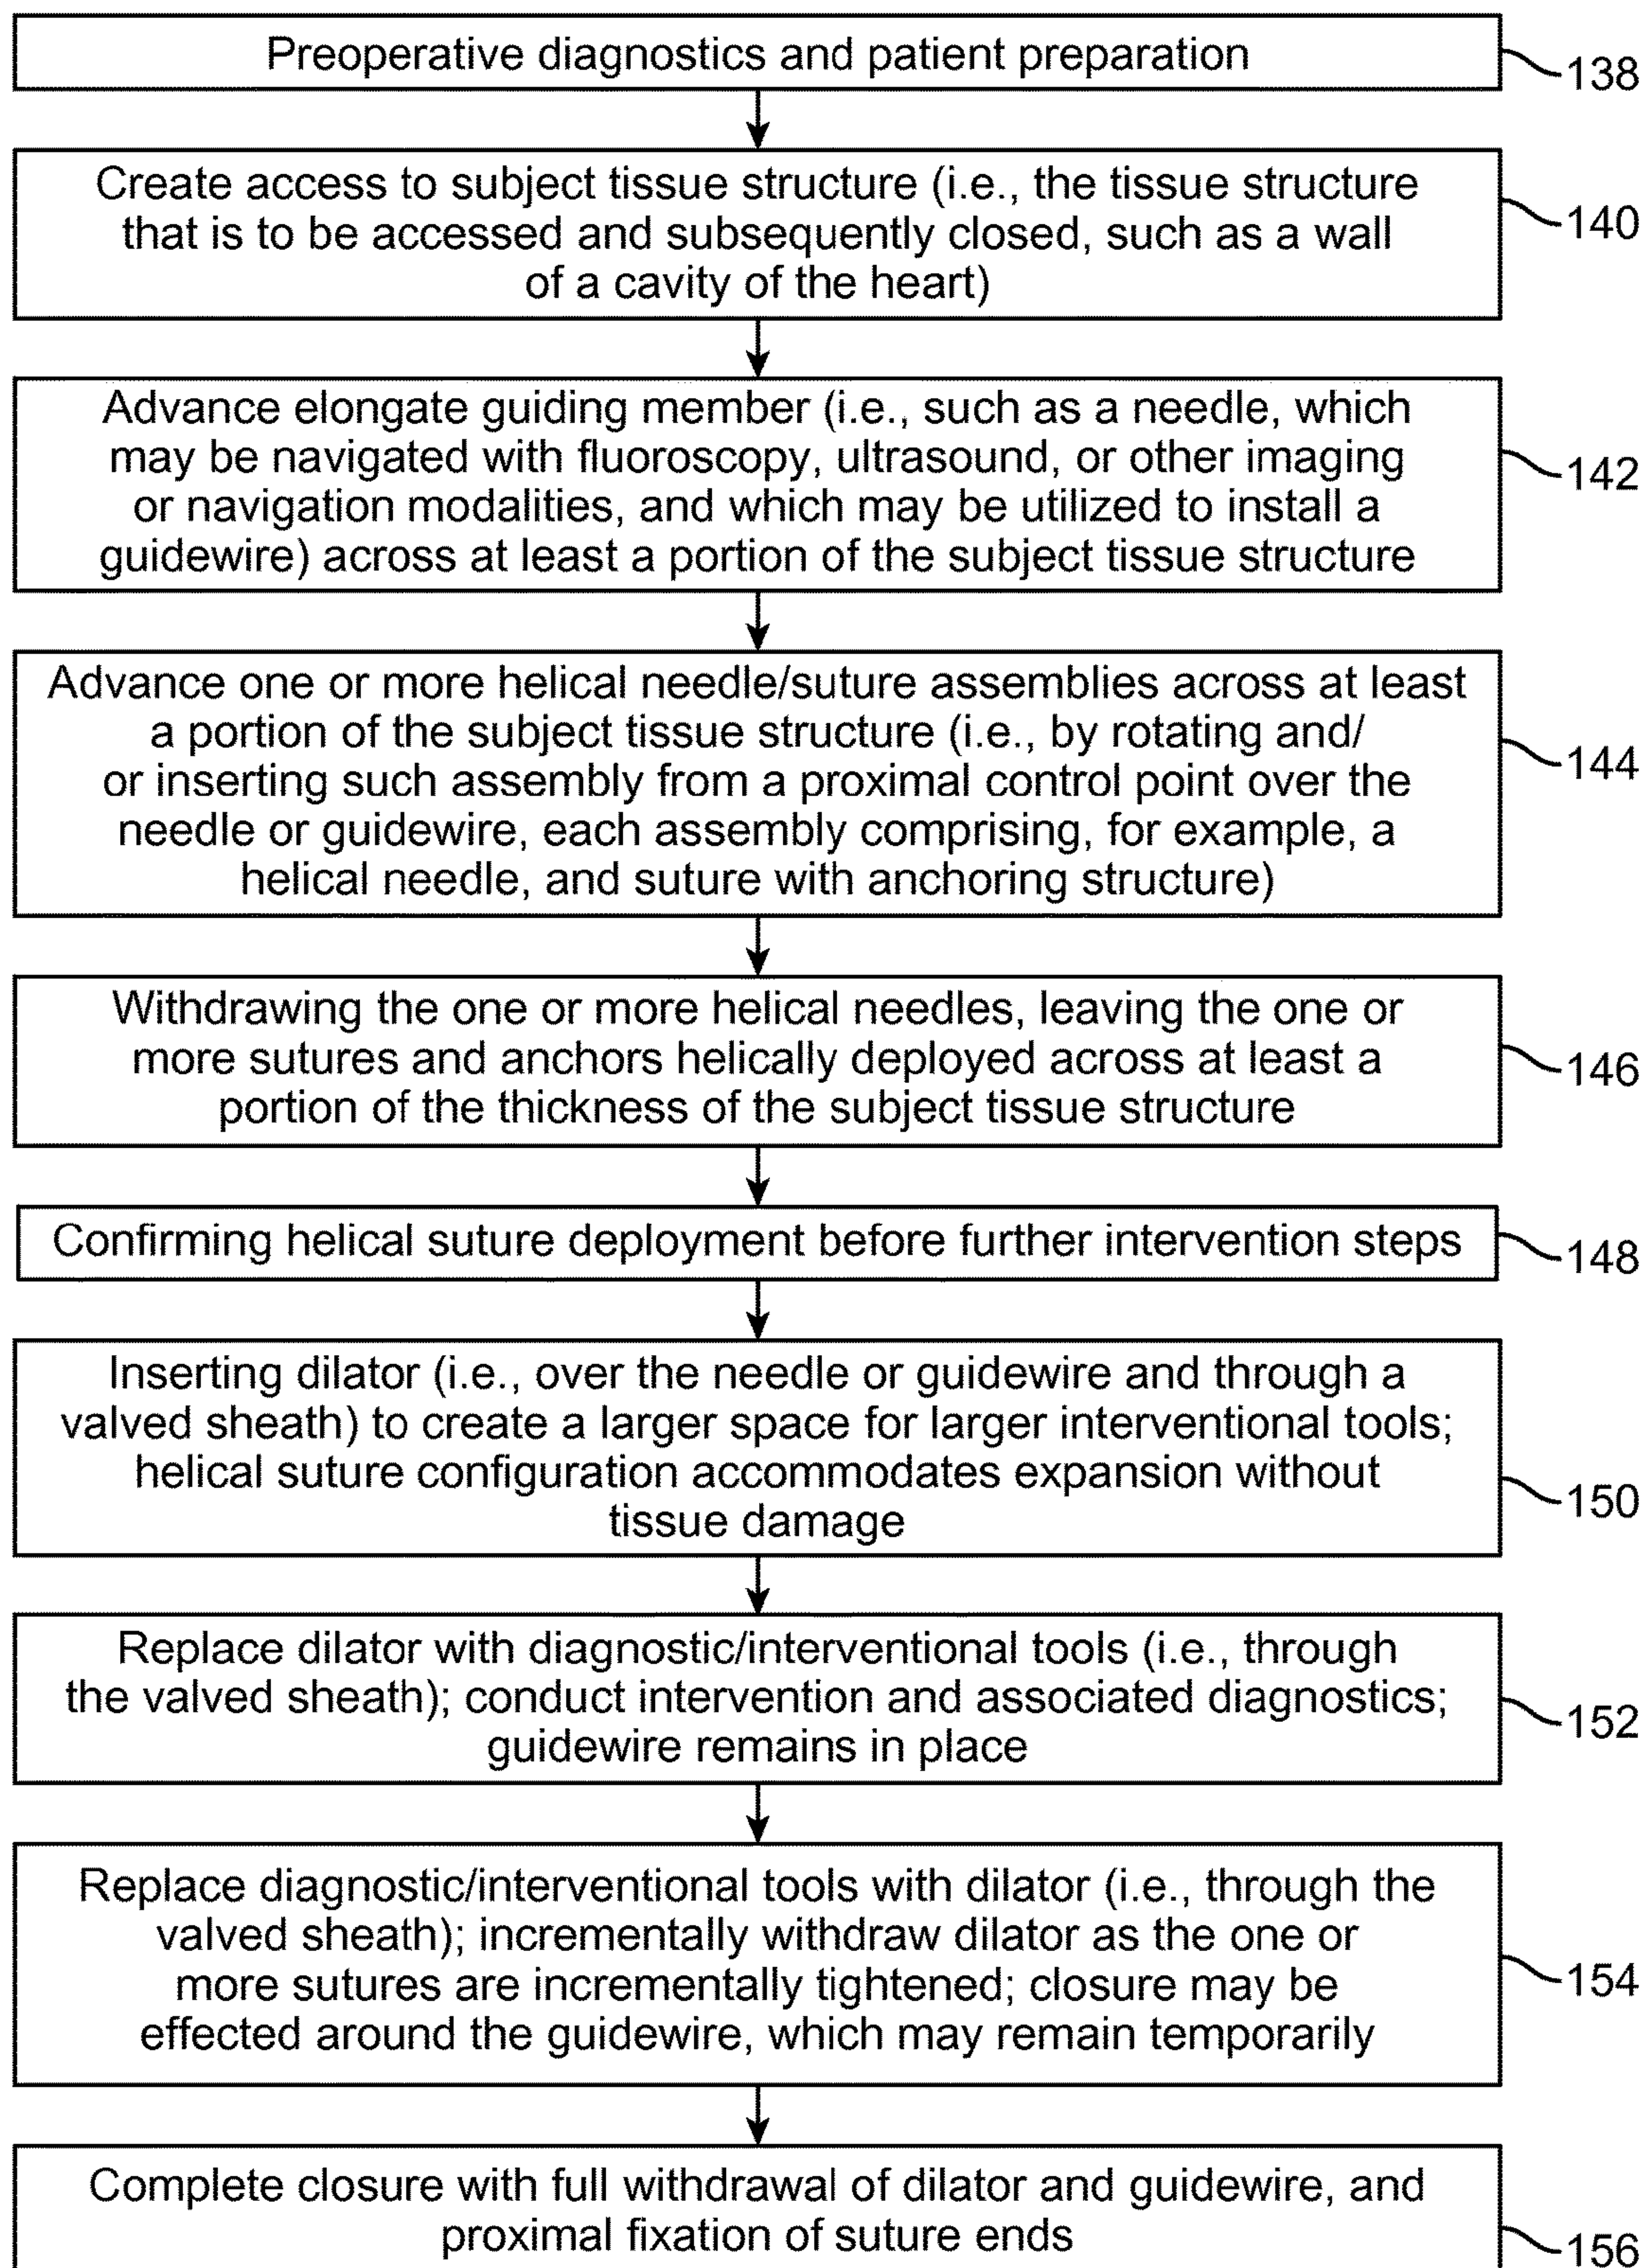 Preoperative diagnostics and patient preparation
138
Create access to subject tissue structure (i.e., the tissue structure
that is to be accessed and subsequently closed, such as a wall
of a cavity of the heart)
140
Advance elongate guiding member (i.e., such as a needle, which
may be navigated with fluoroscopy, ultrasound, or other imaging
or navigation modalities, and which may be utilized to install a
guidewire) across at least a portion of the subject tissue structure
142
Advance one or more helical needle/suture assemblies across at least
a portion of the subject tissue structure (i.e., by rotating and/
or inserting such assembly from a proximal control point over the
needle or guidewire, each assembly comprising, for example, a
helical needle, and suture with anchoring structure)
144
Withdrawing the one or more helical needles, leaving the one or
more sutures and anchors helically deployed across at least a
portion of the thickness of the subject tissue structure
146
Confirming helical suture deployment before further intervention steps
148
Inserting dilator (i.e., over the needle or guidewire and through a
valved sheath) to create a larger space for larger interventional tools;
helical suture configuration accommodates expansion without
tissue damage
150
Replace dilator with diagnostic/interventional tools (i.e., through
the valved sheath); conduct intervention and associated diagnostics;
guidewire remains in place
152
Replace diagnostic/interventional tools with dilator (i.e., through the
valved sheath); incrementally withdraw dilator as the one or
more sutures are incrementally tightened; closure may be
effected around the guidewire, which may remain temporarily
154
Complete closure with full withdrawal of dilator and guidewire, and
proximal fixation of suture ends
156